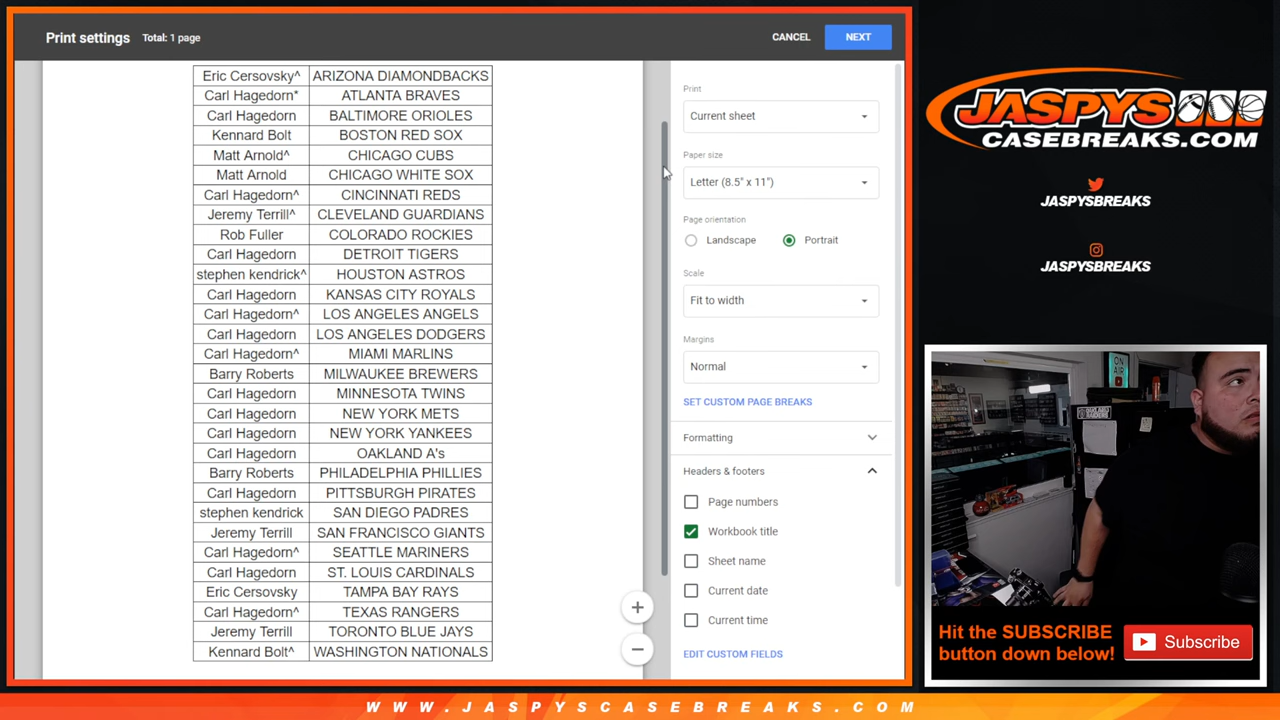 Print settings Total: 1 page CANCEL NEXT
Eric Cersovsky^ ARIZONA DIAMONDBACKS
Carl Hagedorn* ATLANTA BRAVES
Carl Hagedorn BALTIMORE ORIOLES
Kennard Bolt BOSTON RED SOX
Matt Arnold^ CHICAGO CUBS
Matt Arnold CHICAGO WHITE SOX
Carl Hagedorn^ CINCINNATI REDS
Jeremy Terrill^ CLEVELAND GUARDIANS
Rob Fuller COLORADO ROCKIES
Carl Hagedorn DETROIT TIGERS
stephen kendrick^ HOUSTON ASTROS
Carl Hagedorn KANSAS CITY ROYALS
Carl Hagedorn^ LOS ANGELES ANGELS
Carl Hagedorn LOS ANGELES DODGERS
Carl Hagedorn^ MIAMI MARLINS
Barry Roberts MILWAUKEE BREWERS
Carl Hagedorn MINNESOTA TWINS
Carl Hagedorn NEW YORK METS
Carl Hagedorn NEW YORK YANKEES
Carl Hagedorn OAKLAND A's
Barry Roberts PHILADELPHIA PHILLIES
Carl Hagedorn PITTSBURGH PIRATES
stephen kendrick SAN DIEGO PADRES
Jeremy Terrill SAN FRANCISCO GIANTS
Carl Hagedorn^ SEATTLE MARINERS
Carl Hagedorn ST. LOUIS CARDINALS
Eric Cersovsky TAMPA BAY RAYS
Carl Hagedorn^ TEXAS RANGERS
Jeremy Terrill TORONTO BLUE JAYS
Kennard Bolt^ WASHINGTON NATIONALS
Print
Current sheet
Paper size
Letter (8.5" x 11")
Page orientation
Landscape Portrait
Scale
Fit to width
Margins
Normal
SET CUSTOM PAGE BREAKS
Formatting
Headers & footers
Page numbers
Workbook title
Sheet name
Current date
Current time
EDIT CUSTOM FIELDS
JASPYS
CASEBREAKS.COM
JASPYSBREAKS
JASPYSBREAKS
ON
AIR
Hit the SUBSCRIBE
button down below!
Subscribe
WWW.JASPYSCASEBREAKS.COM